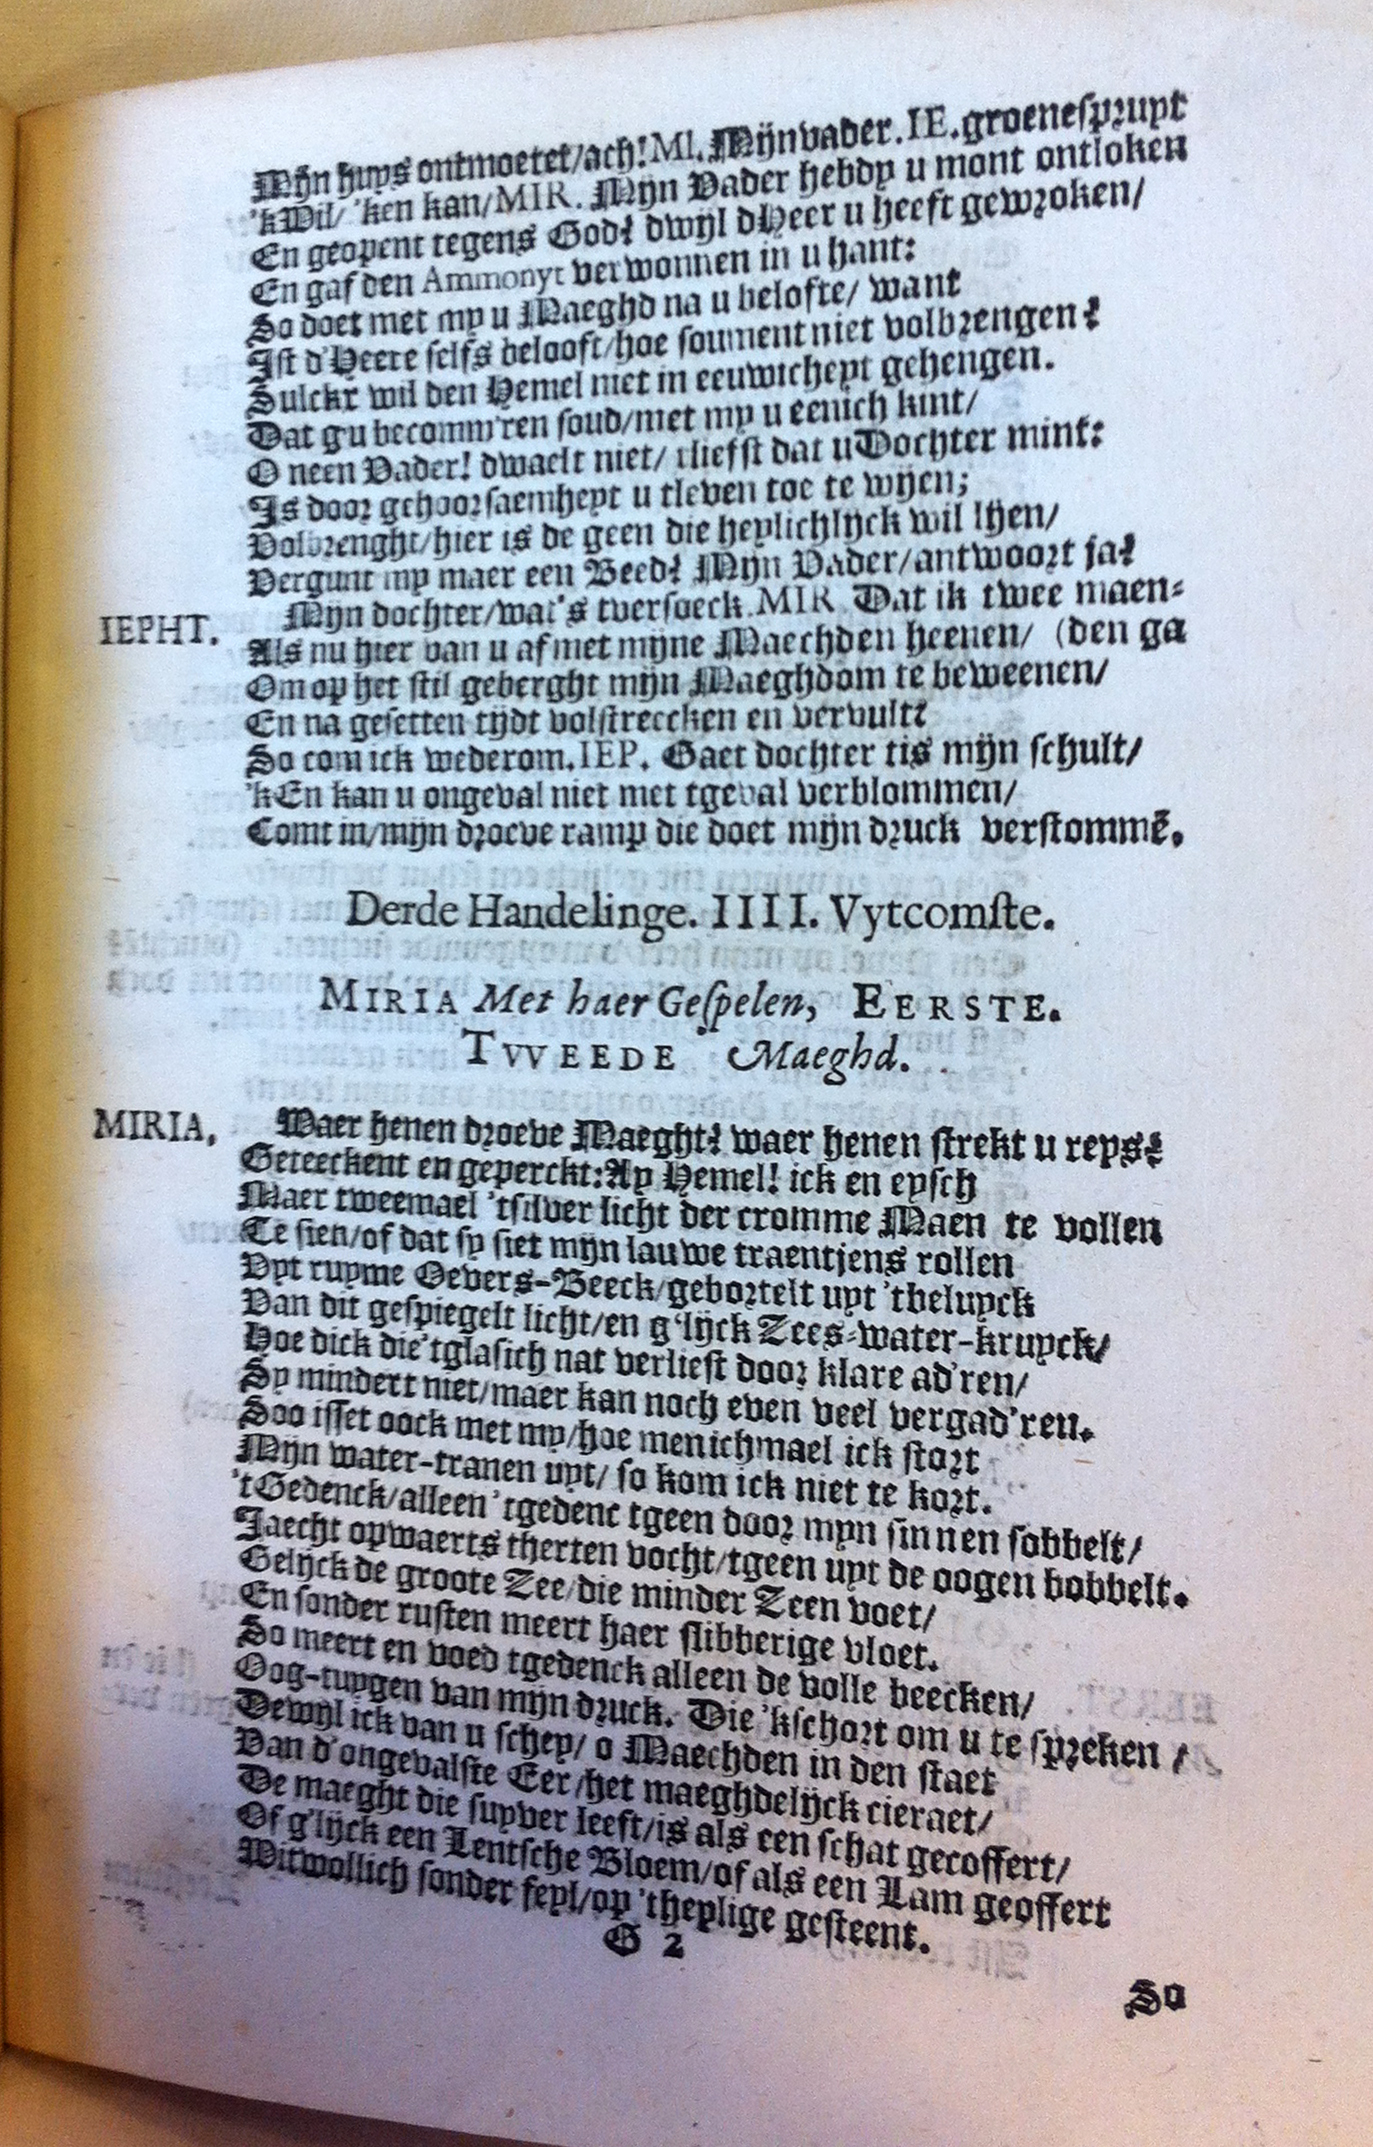 Mijn huys ontmoetet/ach! MI. Mijn vader. IE. groene spruyt
'kWil/ 'ken kan/ MIR. Mijn Vader hebdy u mont ontloken
En geopent tegens God? dwijl dHeer u heeft gewzoken/
En gaf den Ammonyt verwonnen in u hant:
So doet met my u Maeghd na u belofte/ want
Ist d'Heere selfs belooft/hoe soument niet volbrengen?
Sulckx wil den Hemel niet in eeuwicheyt gehengen.
Dat g'u becomm'ren soud/met my u eenich kint/
O neen Vader! dwaelt niet/ tliefst dat u Dochter mint:
Is door gehoorsaemheyt u tleven toe te wijen;
Volbrenght/hier is de geen die heylichlijck wil lijen/
Vergunt my maer een Beed? Mijn Vader/antwoort ja?
IEPHT. Mijn dochter/wat's tversoeck. MIR Dat ik twee maen-
Als nu hier van u af met mijne Maechden heenen/ (den ga
Om op het stil geberght mijn Maeghdom te beweenen/
En na gesetten tijdt volstreccken en vervult?
So com ick wederom. IEP. Gaet dochter tis mijn schult/
'kEn kan u ongeval niet met tgeval verblommen/
Comt in/mijn droeve ramp die doet mijn druck verstommē.
Derde Handelinge. IIII. Vytcomste.
MIRIA Met haer Gespelen, EERSTE.
TVVEEDE Maeghd.
MIRIA, Waer henen droeve Maeght? waer henen strekt u reys?
Geteeckent en geperckt: Ay Hemel! ick en eysch
Maer tweemael 'tsilver licht der cromme Maen te vollen
Te sien/of dat sy siet mijn lauwe traentjens rollen
Uyt ruyme Oevers-Beeck/gebortelt uyt 'tbeluyck
Van dit gespiegelt licht/en g'lijck Zees-water-kruyck/
Hoe dick die 'tglasich nat verliest door klare ad'ren/
Sy mindert niet/maer kan noch even veel vergad'ren.
Soo isset oock met my/hoe menichmael ick stort
Mijn water-tranen uyt/ so kom ick niet te kort.
'tGedenck/alleen 'tgedenc tgeen door myn sinnen sobbelt/
Jaecht opwaerts therten vocht/tgeen uyt de oogen bobbelt.
Gelijck de groote Zee/die minder Zeen voet/
En sonder rusten meert haer slibberige vloet.
So meert en voed tgedenck alleen de volle beecken/
Oog-tuygen van mijn druck. Die 'kschort om u te spreken /
Dewijl ick van u schey/ o Maechden in den staet
Van d'ongevalste Eer/het maeghdelijck cieraet/
De maeght die suyver leeft/is als een schat gecoffert/
Of g'lijck een Lentsche Bloem/of als een Lam geoffert
Witwollich sonder feyl/op 'theylige gesteent.
G 2
So